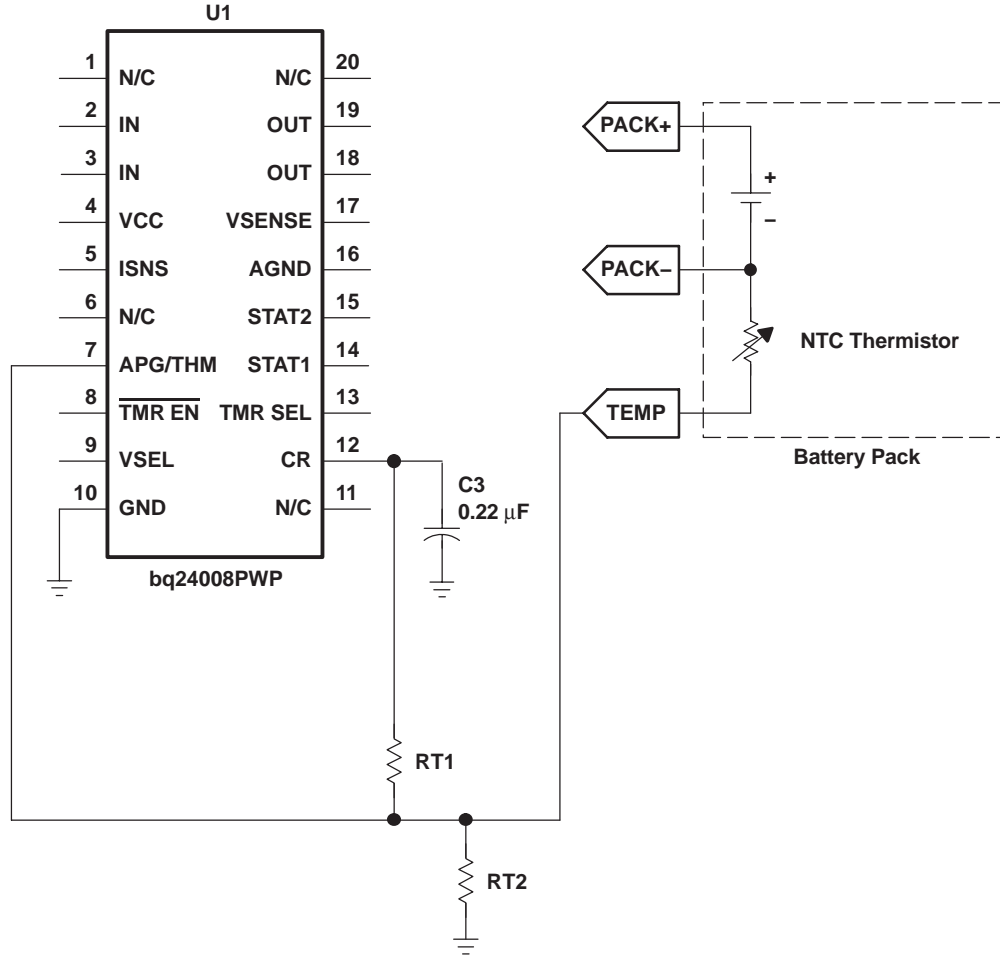 U1
1 N/C N/C 20
2 IN OUT 19
3 IN OUT 18
4 VCC VSENSE 17
5 ISNS AGND 16
6 N/C STAT2 15
7 APG/THM STAT1 14
8 TMR EN TMR SEL 13
9 VSEL CR 12
10 GND N/C 11
bq24008PWP
C3
0.22 μF
RT1
RT2
PACK+
+
–
PACK–
NTC Thermistor
TEMP
Battery Pack